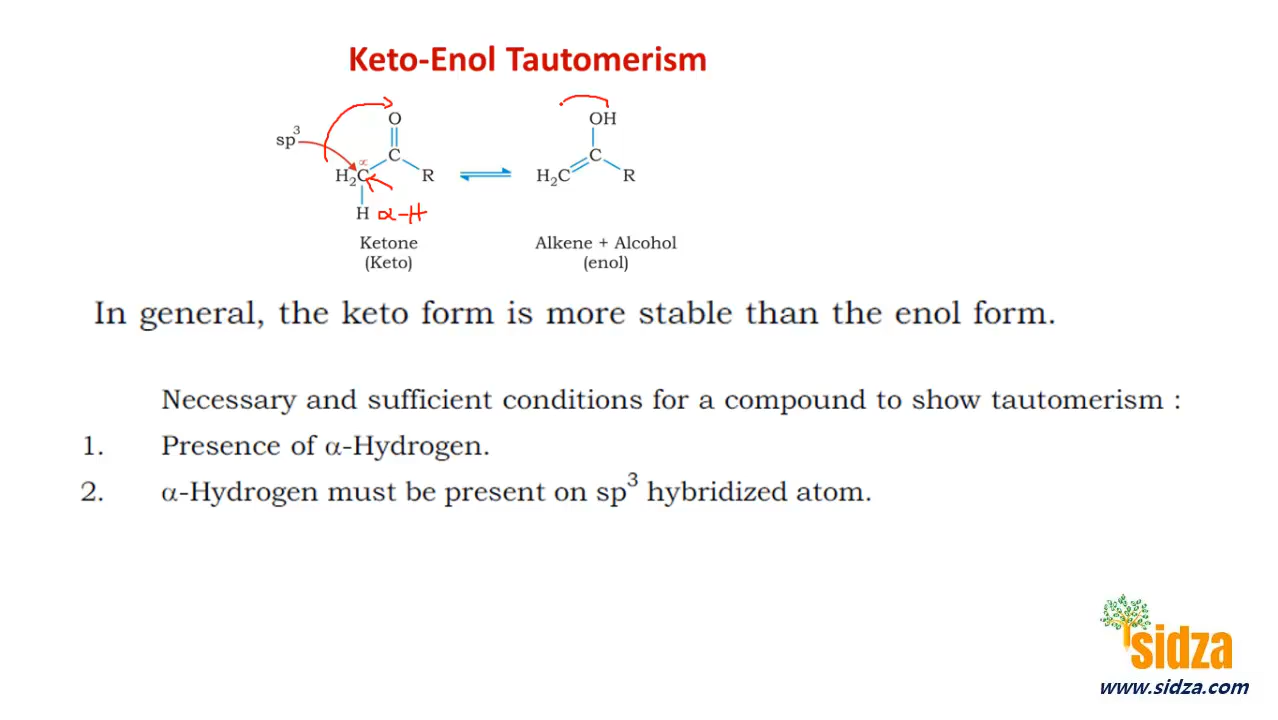 Keto-Enol Tautomerism
sp³
O
OH
α
C
C
H₂C
R
H₂C
R
H α-H
Ketone
(Keto)
Alkene + Alcohol
(enol)
In general, the keto form is more stable than the enol form.
Necessary and sufficient conditions for a compound to show tautomerism :
1. Presence of α-Hydrogen.
2. α-Hydrogen must be present on sp³ hybridized atom.
sidza
www.sidza.com